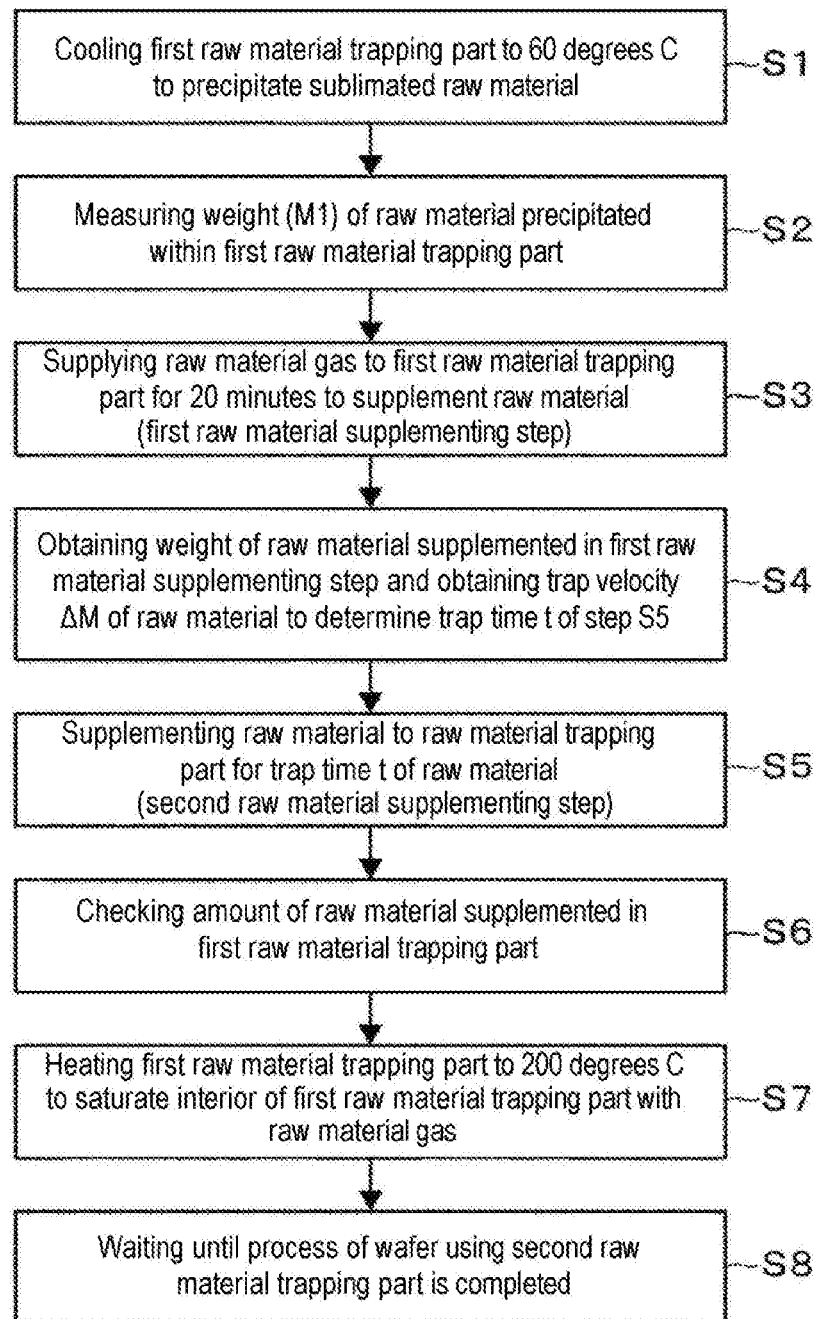 Cooling first raw material trapping part to 60 degrees C
to precipitate sublimated raw material
S1
Measuring weight (M1) of raw material precipitated
within first raw material trapping part
S2
Supplying raw material gas to first raw material trapping
part for 20 minutes to supplement raw material
(first raw material supplementing step)
S3
Obtaining weight of raw material supplemented in first raw
material supplementing step and obtaining trap velocity
ΔM of raw material to determine trap time t of step S5
S4
Supplementing raw material to raw material trapping
part for trap time t of raw material
(second raw material supplementing step)
S5
Checking amount of raw material supplemented in
first raw material trapping part
S6
Heating first raw material trapping part to 200 degrees C
to saturate interior of first raw material trapping part with
raw material gas
S7
Waiting until process of wafer using second raw
material trapping part is completed
S8